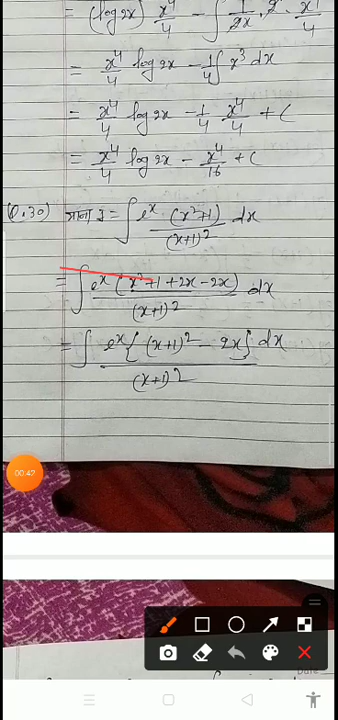 = (log 2x) x⁴/4 - ∫ 1/2x · 2 · x⁴/4
= x⁴/4 log 2x - 1/4 ∫ x³ dx
= x⁴/4 log 2x - 1/4 x⁴/4 + C
= x⁴/4 log 2x - x⁴/16 + C
(Q.30) माना I = ∫ eˣ (x²+1)/(x+1)² dx
= ∫ eˣ (x²+1+2x-2x)/(x+1)² dx
= ∫ eˣ{(x+1)² - 2x}/(x+1)² dx
00:42